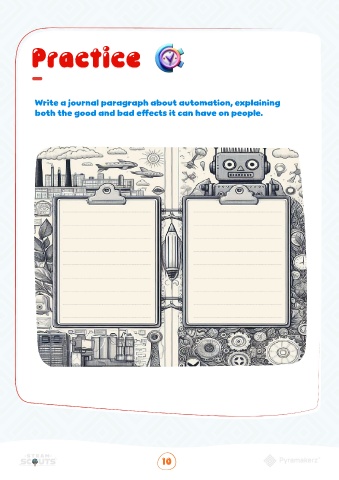 Practice
Write a journal paragraph about automation, explaining
both the good and bad effects it can have on people.
STEAM
SCOUTS
10
Pyramakerz